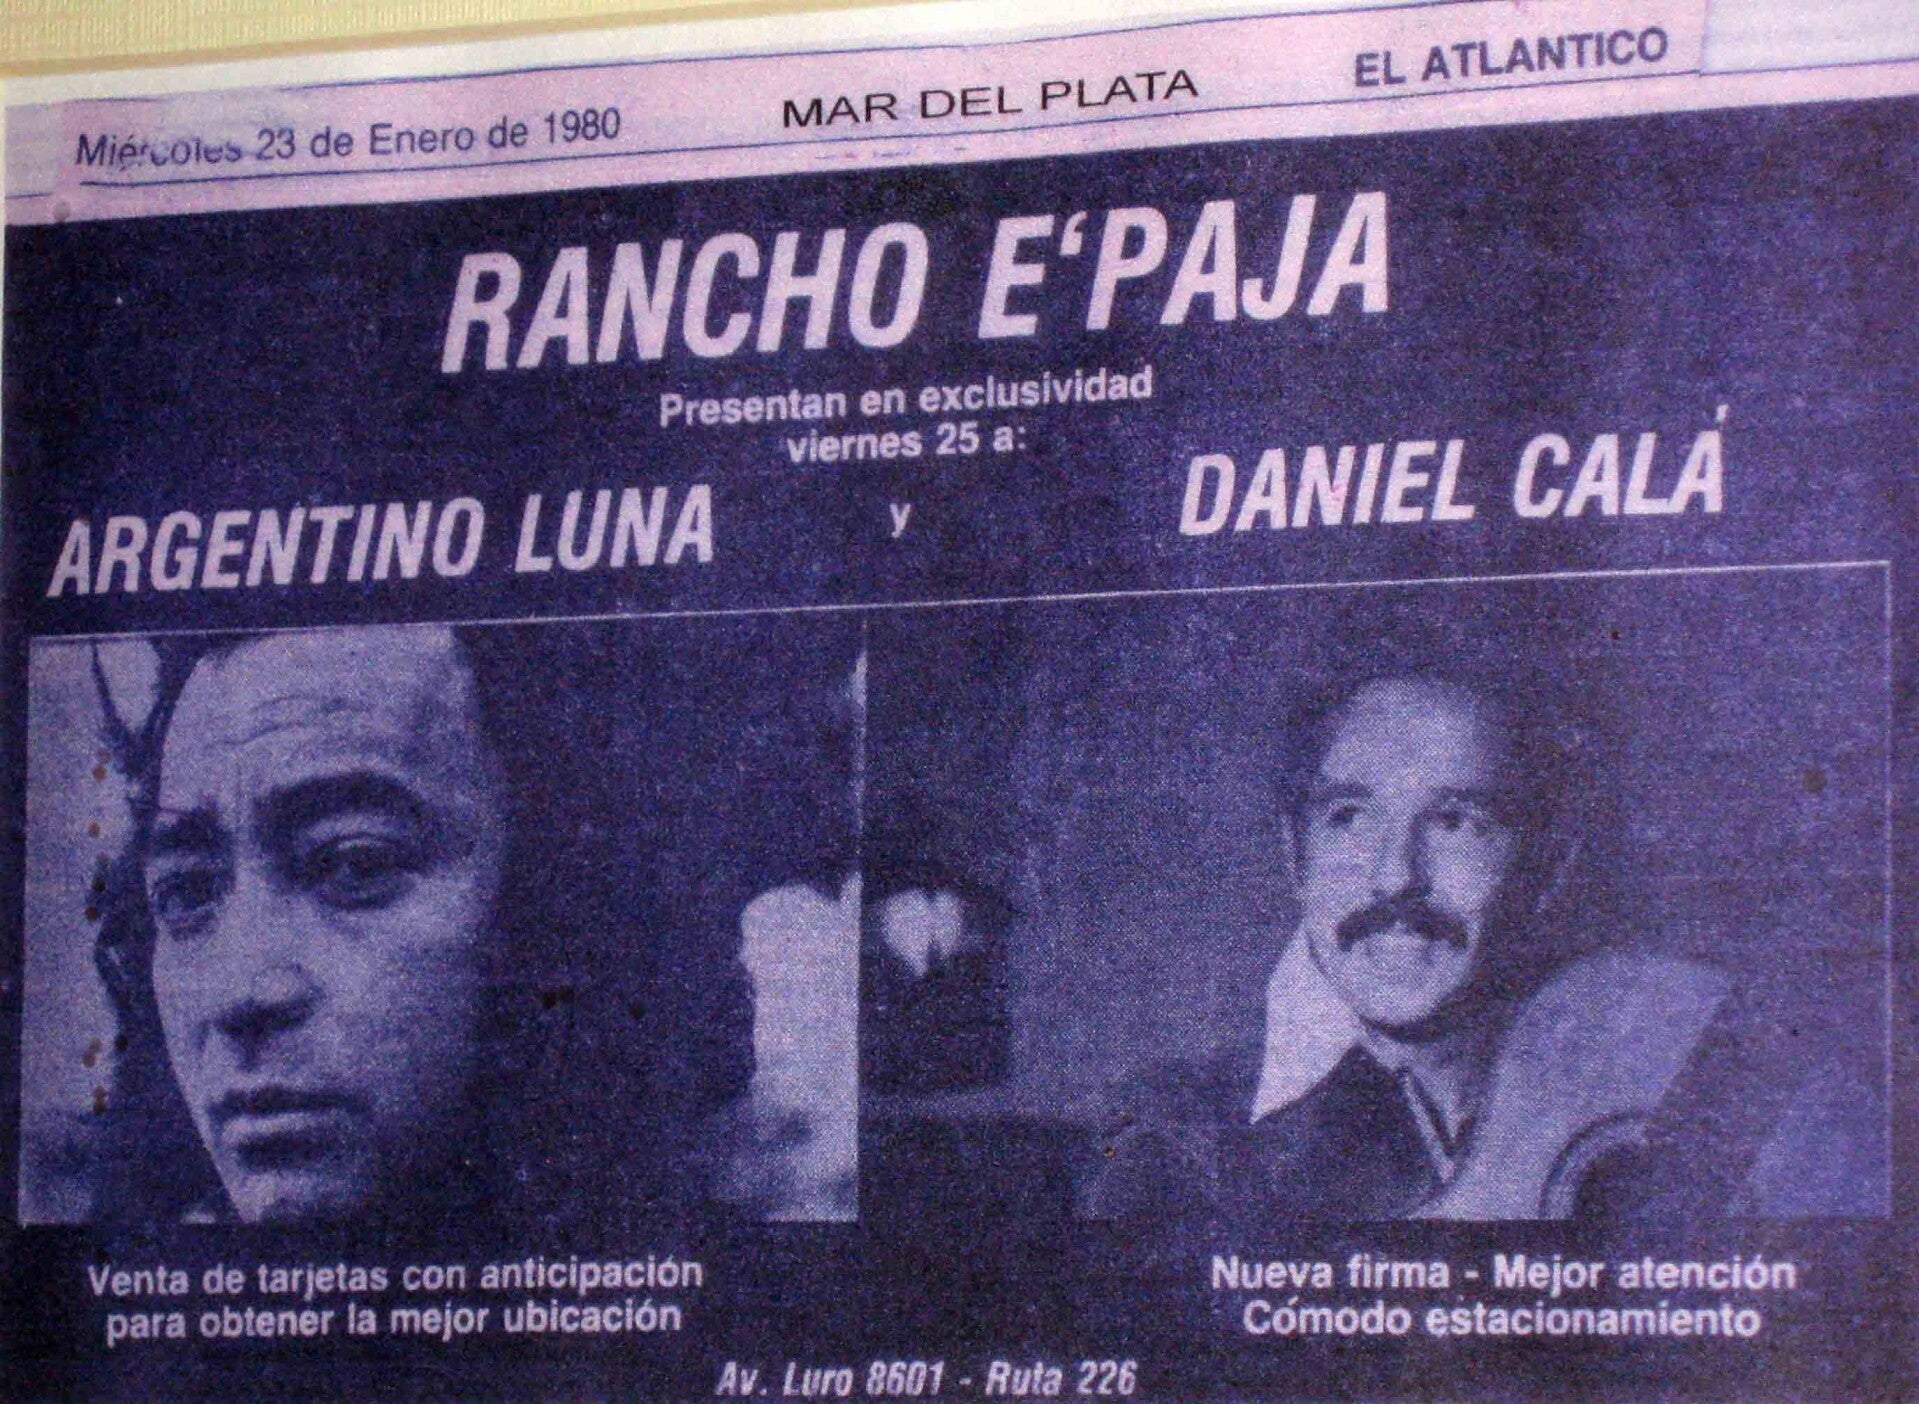 Miércoles 23 de Enero de 1980 MAR DEL PLATA EL ATLANTICO
RANCHO E‘PAJA
Presentan en exclusividad
viernes 25 a:
ARGENTINO LUNA y DANIEL CALÁ
Venta de tarjetas con anticipación
para obtener la mejor ubicación
Nueva firma - Mejor atención
Cómodo estacionamiento
Av. Luro 8601 - Ruta 226